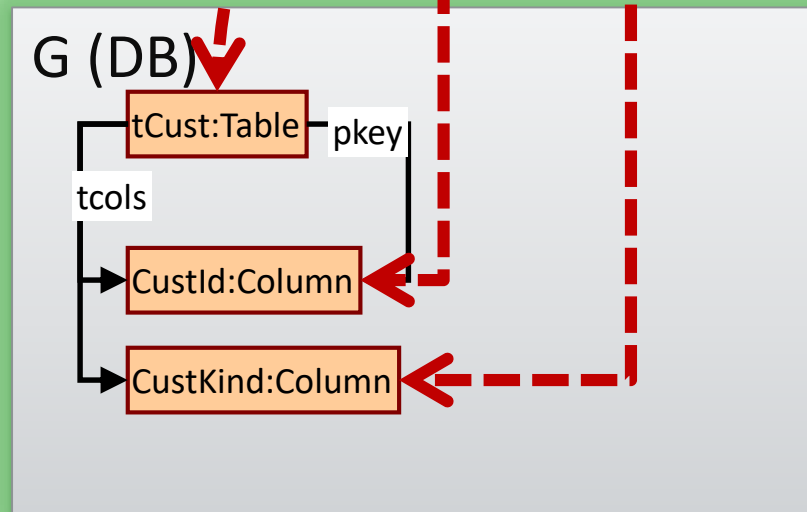 G (DB)
tCust:Table
pkey
tcols
CustId:Column
CustKind:Column